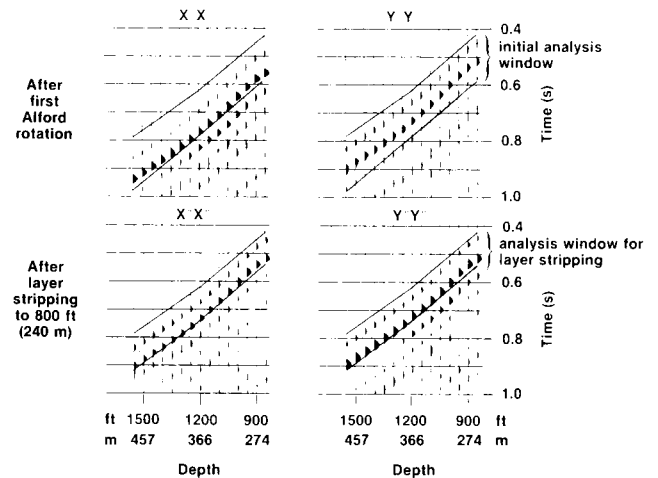 X X
Y Y
After
first
Alford
rotation
0.4
0.6
0.8
1.0
Time (s)
initial analysis
window
X" X"
Y" Y"
After
layer
stripping
to 800 ft
(240 m)
0.4
0.6
0.8
1.0
Time (s)
analysis window for
layer stripping
ft 1500 1200 900
m 457 366 274
Depth
1500 1200 900 ft
457 366 274 m
Depth